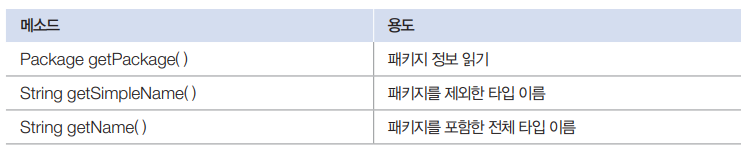 메소드 용도
Package getPackage( ) 패키지 정보 읽기
String getSimpleName( ) 패키지를 제외한 타입 이름
String getName( ) 패키지를 포함한 전체 타입 이름